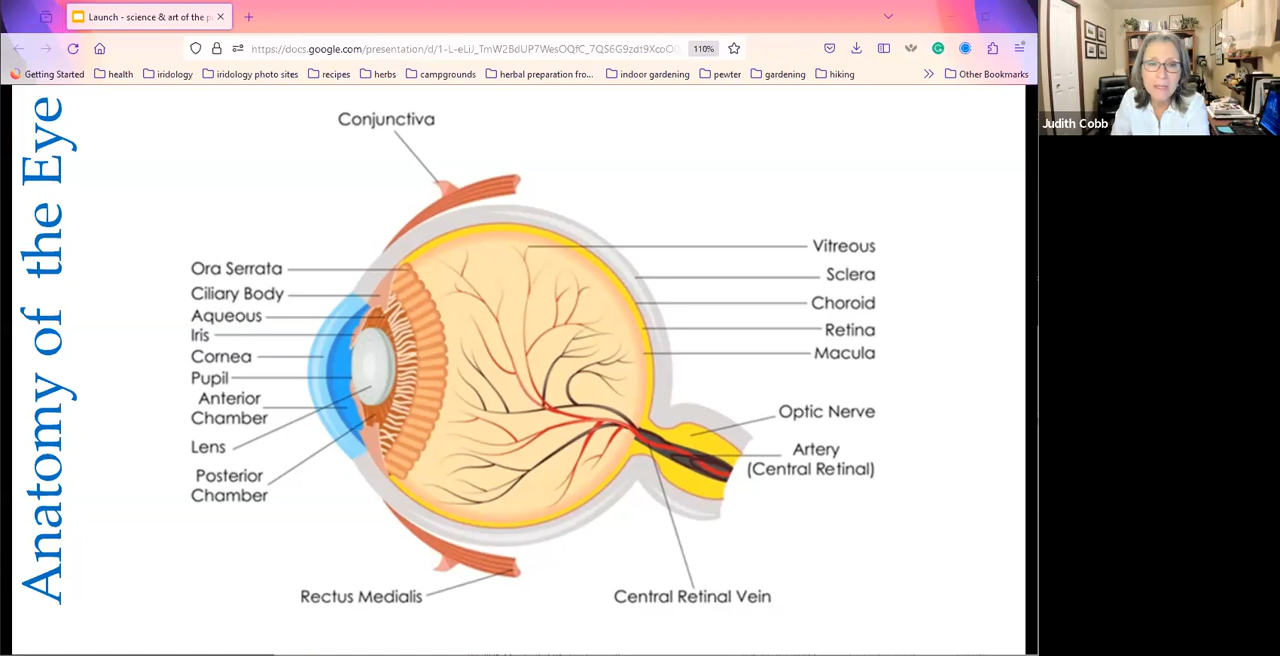 Launch - science & art of the p
https://docs.google.com/presentation/d/1-L-eLiJ_TmW2BdUP7WesOQfC_7QS6G9zdt9XcoO
110%
Getting Started
health
iridology
iridology photo sites
recipes
herbs
campgrounds
herbal preparation fro...
indoor gardening
pewter
gardening
hiking
Other Bookmarks
Judith Cobb
Anatomy of the Eye
Conjunctiva
Ora Serrata
Ciliary Body
Aqueous
Iris
Cornea
Pupil
Anterior
Chamber
Lens
Posterior
Chamber
Rectus Medialis
Vitreous
Sclera
Choroid
Retina
Macula
Optic Nerve
Artery
(Central Retinal)
Central Retinal Vein